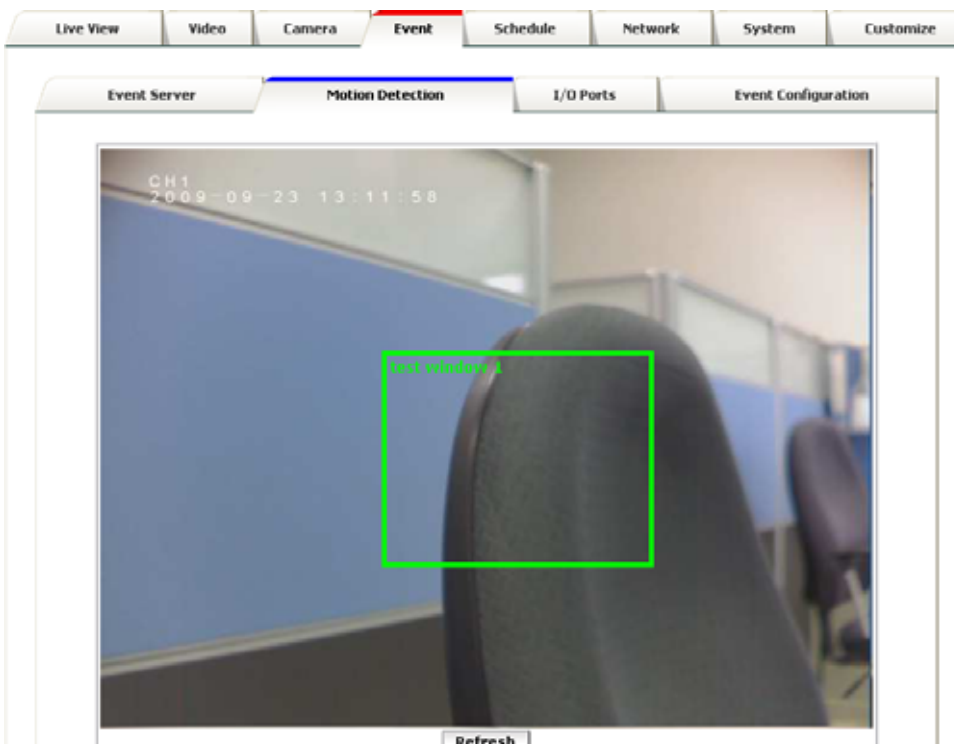 Live View Video Camera Event Schedule Network System Customize
Event Server Motion Detection I/O Ports Event Configuration
CH1
2009-09-23 13:11:58
test window 1
Refresh